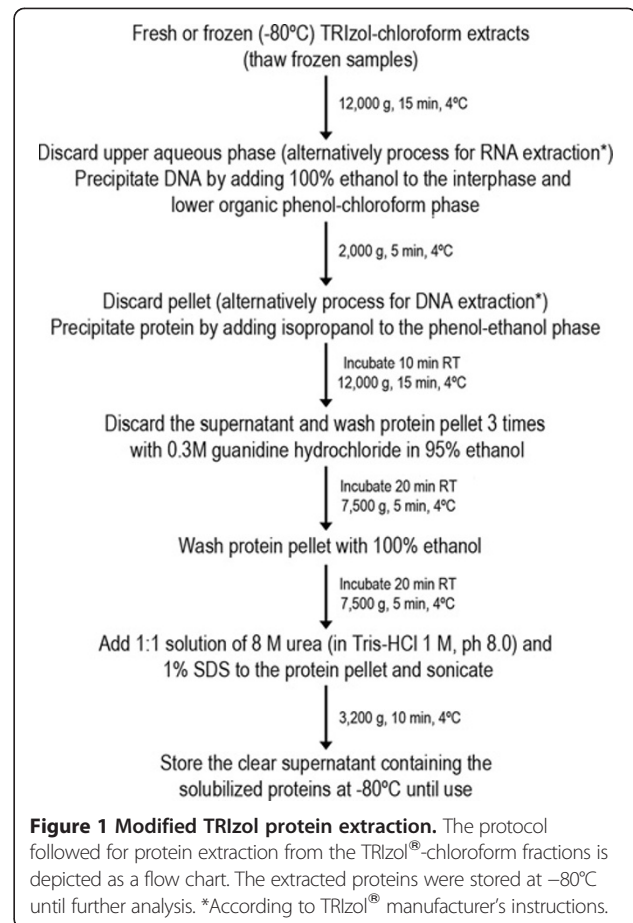 Fresh or frozen (-80ºC) TRIzol-chloroform extracts
(thaw frozen samples)
12,000 g, 15 min, 4ºC
Discard upper aqueous phase (alternatively process for RNA extraction*)
Precipitate DNA by adding 100% ethanol to the interphase and
lower organic phenol-chloroform phase
2,000 g, 5 min, 4ºC
Discard pellet (alternatively process for DNA extraction*)
Precipitate protein by adding isopropanol to the phenol-ethanol phase
Incubate 10 min RT
12,000 g, 15 min, 4ºC
Discard the supernatant and wash protein pellet 3 times
with 0.3M guanidine hydrochloride in 95% ethanol
Incubate 20 min RT
7,500 g, 5 min, 4ºC
Wash protein pellet with 100% ethanol
Incubate 20 min RT
7,500 g, 5 min, 4ºC
Add 1:1 solution of 8 M urea (in Tris-HCl 1 M, ph 8.0) and
1% SDS to the protein pellet and sonicate
3,200 g, 10 min, 4ºC
Store the clear supernatant containing the
solubilized proteins at -80ºC until use
Figure 1 Modified TRIzol protein extraction. The protocol
followed for protein extraction from the TRIzol®-chloroform fractions is
depicted as a flow chart. The extracted proteins were stored at −80°C
until further analysis. *According to TRIzol® manufacturer's instructions.